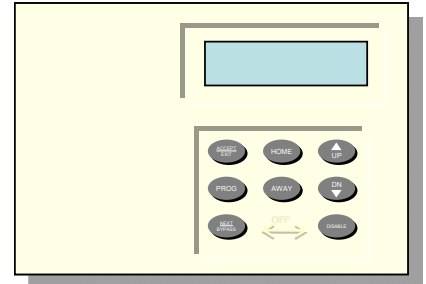 ACCEPT
EXIT
HOME
UP
PROG
AWAY
DN
NEXT
BYPASS
OFF
DISABLE